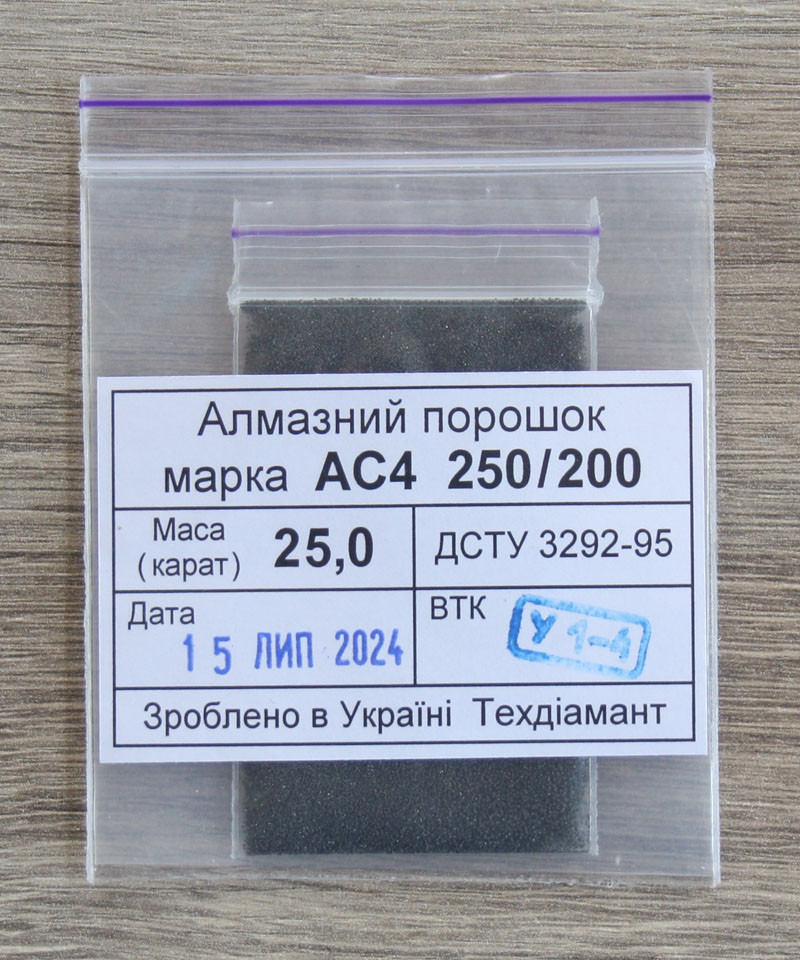 Алмазний порошок
марка АС4 250/200
Маса
(карат) 25,0
ДСТУ 3292-95
Дата
15 ЛИП 2024
ВТК
У 1-4
Зроблено в Україні Техдіамант